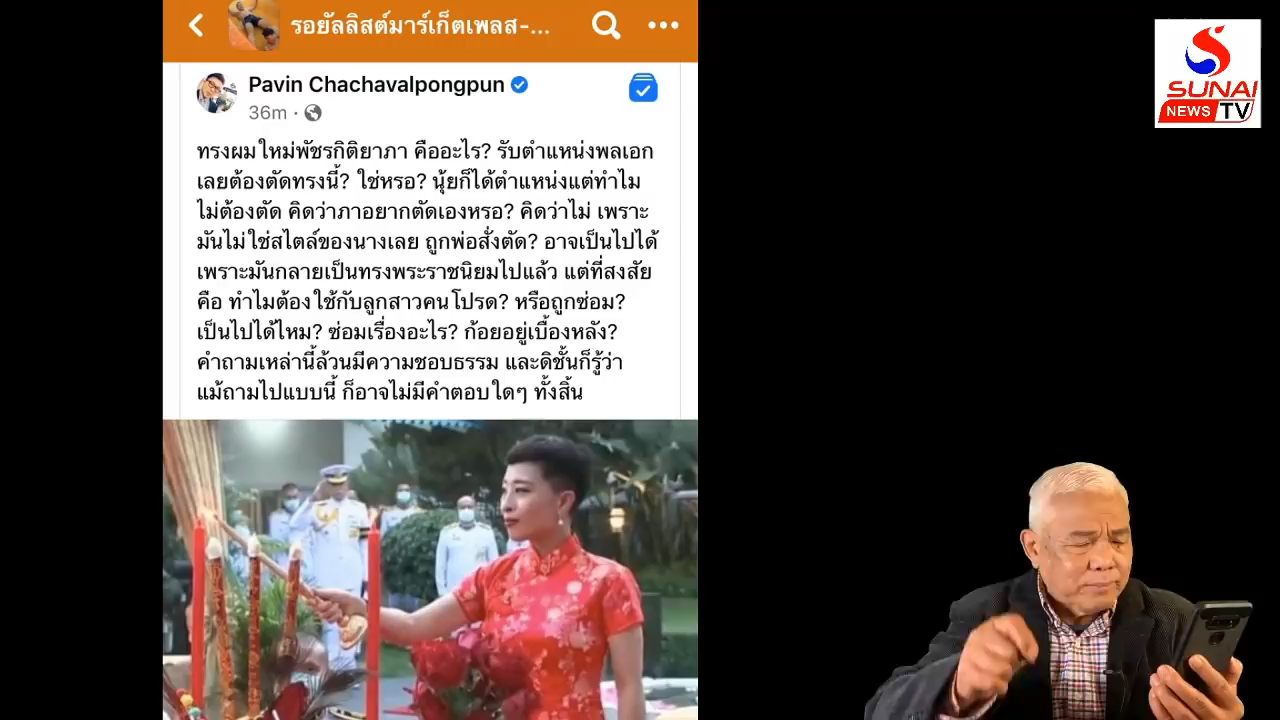 รอยัลลิสต์มาร์เก็ตเพลส-...
Pavin Chachavalpongpun
36m ·
ทรงผมใหม่พัชรกิติยาภา คืออะไร? รับตำแหน่งพลเอก
เลยต้องตัดทรงนี้? ใช่หรอ? นุ้ยก็ได้ตำแหน่งแต่ทำไม
ไม่ต้องตัด คิดว่าภาอยากตัดเองหรอ? คิดว่าไม่ เพราะ
มันไม่ใช่สไตล์ของนางเลย ถูกพ่อสั่งตัด? อาจเป็นไปได้
เพราะมันกลายเป็นทรงพระราชนิยมไปแล้ว แต่ที่สงสัย
คือ ทำไมต้องใช้กับลูกสาวคนโปรด? หรือถูกซ่อม?
เป็นไปได้ไหม? ซ่อมเรื่องอะไร? ก้อยอยู่เบื้องหลัง?
คำถามเหล่านี้ล้วนมีความชอบธรรม และดิชั้นก็รู้ว่า
แม้ถามไปแบบนี้ ก็อาจไม่มีคำตอบใดๆ ทั้งสิ้น
SUNAI
NEWS TV